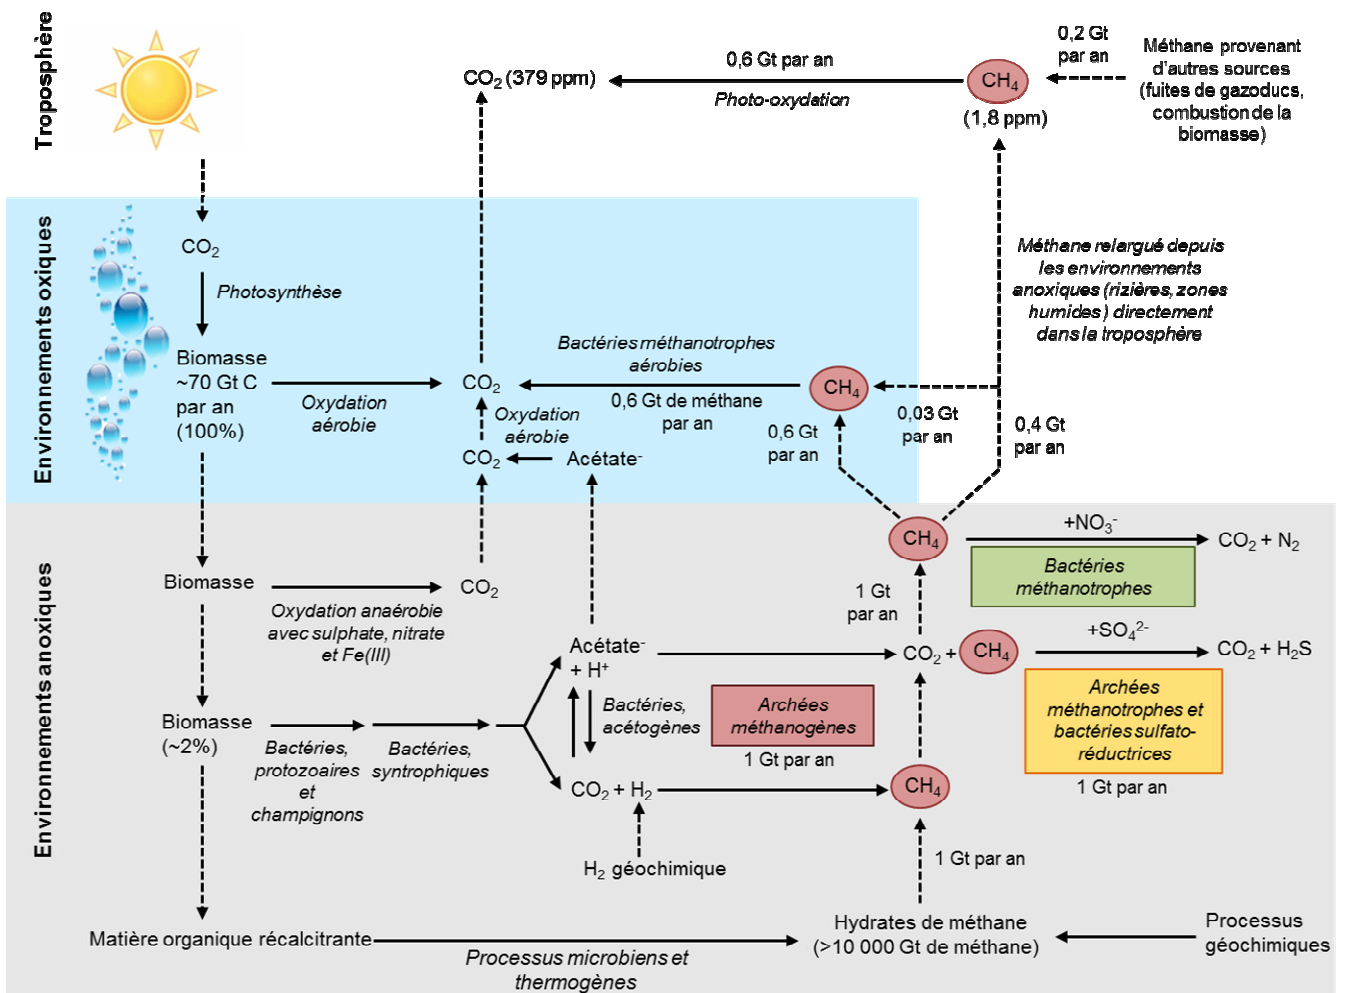 Troposphère
CO2 (379 ppm)
0,6 Gt par an
Photo-oxydation
CH4
(1,8 ppm)
0,2 Gt
par an
Méthane provenant
d'autres sources
(fuites de gazoducs,
combustion de la
biomasse)
Environnements oxiques
CO2
Photosynthèse
Biomasse
~70 Gt C
par an
(100%)
Oxydation
aérobie
CO2
Oxydation
aérobie
CO2
Acétate-
Bactéries méthanotrophes
aérobies
0,6 Gt de méthane
par an
CH4
0,6 Gt
par an
0,03 Gt
par an
0,4 Gt
par an
Méthane relargué depuis
les environnements
anoxiques (rizières, zones
humides) directement
dans la troposphère
Environnements anoxiques
Biomasse
Oxydation anaérobie
avec sulphate, nitrate
et Fe(III)
CO2
CH4
+NO3-
CO2 + N2
Bactéries
méthanotrophes
1 Gt
par an
Acétate-
+ H+
CO2 +
CH4
+SO42-
CO2 + H2S
Archées
méthanotrophes et
bactéries sulfato-
réductrices
1 Gt par an
Biomasse
(~2%)
Bactéries,
protozoaires
et
champignons
Bactéries,
syntrophiques
Bactéries,
acétogènes
Archées
méthanogènes
1 Gt par an
CO2 + H2
CH4
H2 géochimique
1 Gt par an
Matière organique récalcitrante
Processus microbiens et
thermogènes
Hydrates de méthane
(>10 000 Gt de méthane)
Processus
géochimiques